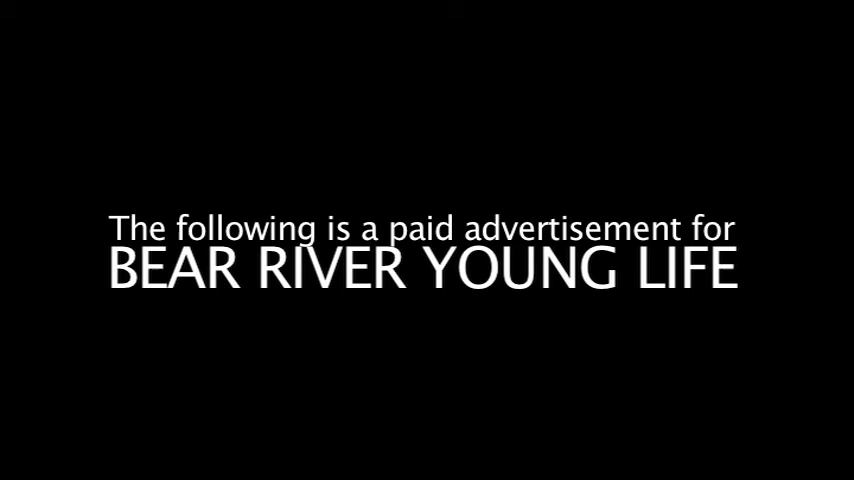 The following is a paid advertisement for
BEAR RIVER YOUNG LIFE